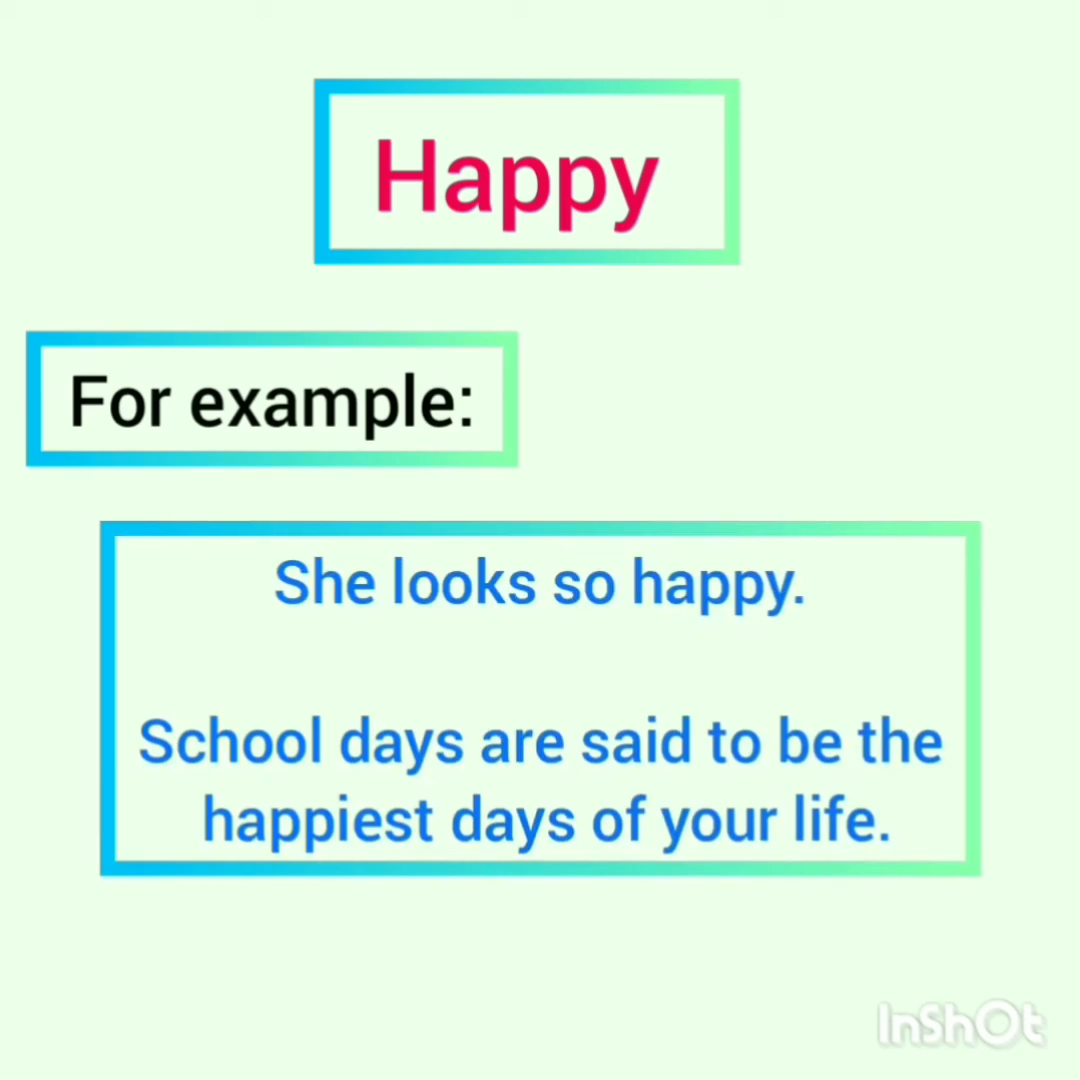 Happy
For example:
She looks so happy.
School days are said to be the
happiest days of your life.
InShOt